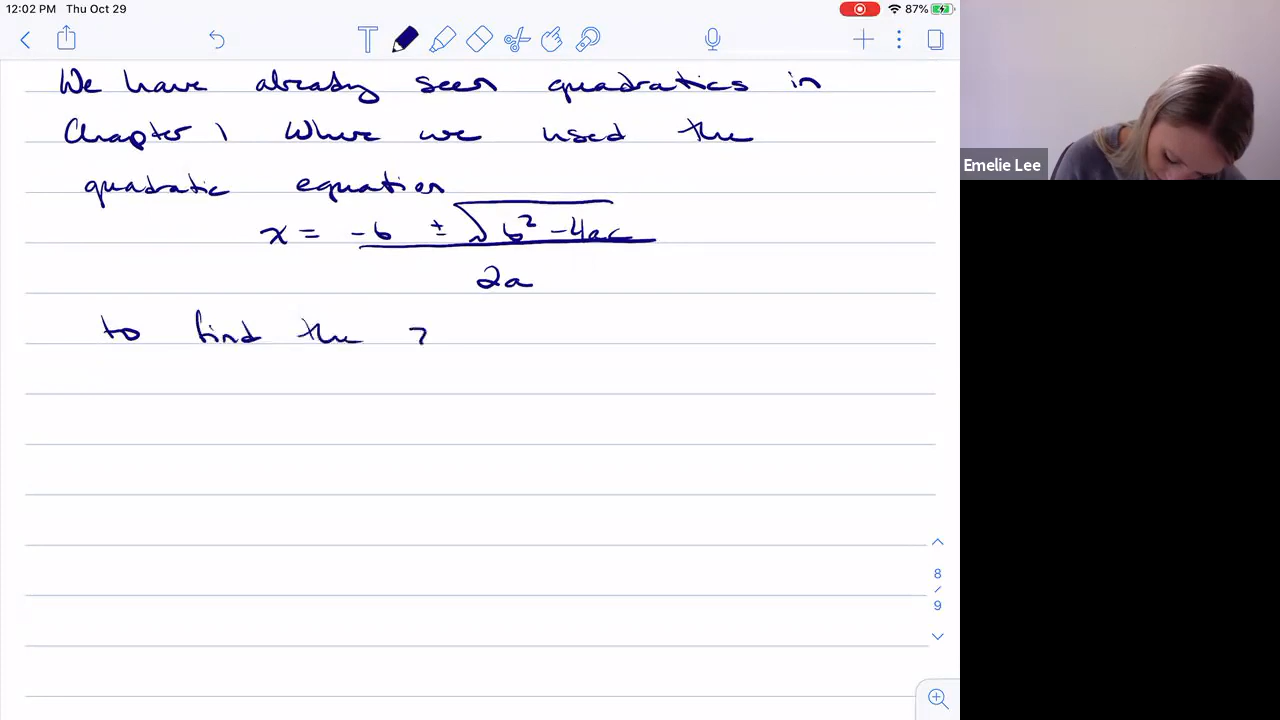 12:02 PM Thu Oct 29
87%
We have already seen quadratics in
Chapter 1 where we used the
quadratic equation
x = -b ± √b² - 4ac
2a
to find the z
Emelie Lee
8
/
9